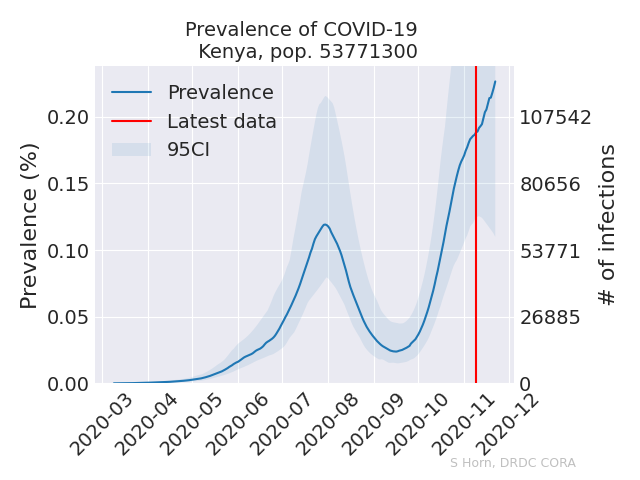 Prevalence of COVID-19
Kenya, pop. 53771300
Prevalence
Latest data
95CI
Prevalence (%)
0.20
0.15
0.10
0.05
0.00
107542
80656
53771
26885
0
# of infections
2020-03
2020-04
2020-05
2020-06
2020-07
2020-08
2020-09
2020-10
2020-11
2020-12
S Horn, DRDC CORA